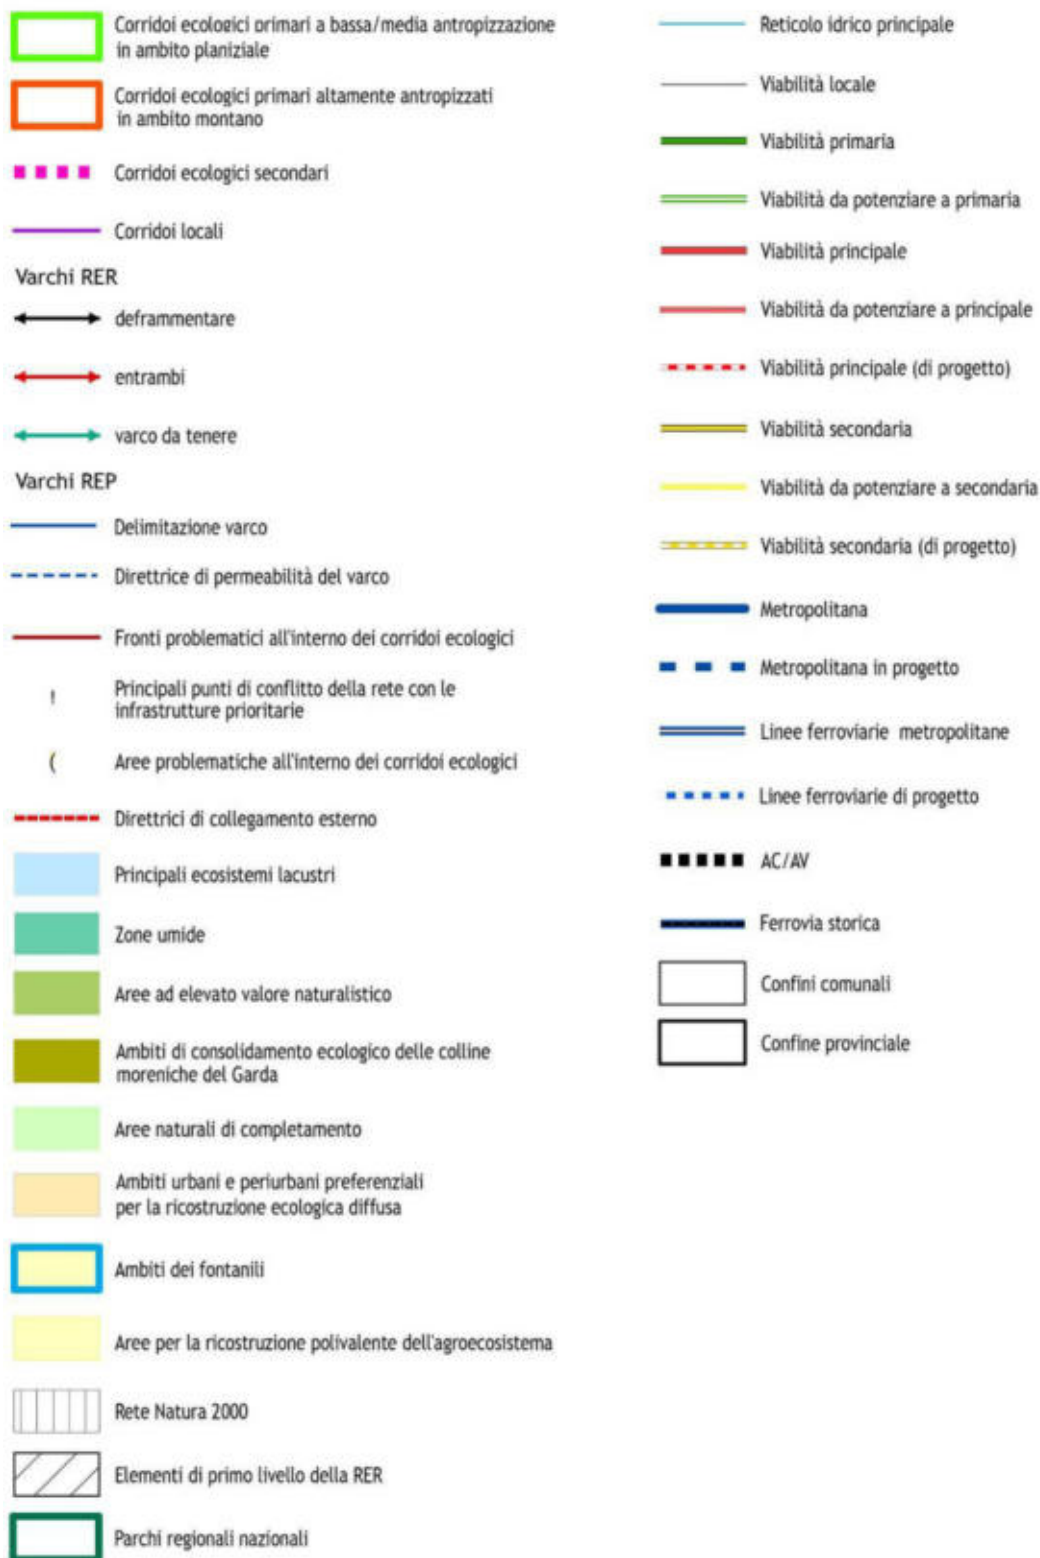 Corridoi ecologici primari a bassa/media antropizzazione
in ambito planiziale
Corridoi ecologici primari altamente antropizzati
in ambito montano
Corridoi ecologici secondari
Corridoi locali
Varchi RER
deframmentare
entrambi
varco da tenere
Varchi REP
Delimitazione varco
Direttrice di permeabilità del varco
Fronti problematici all'interno dei corridoi ecologici
!
Principali punti di conflitto della rete con le
infrastrutture prioritarie
(
Aree problematiche all'interno dei corridoi ecologici
Direttrici di collegamento esterno
Principali ecosistemi lacustri
Zone umide
Aree ad elevato valore naturalistico
Ambiti di consolidamento ecologico delle colline
moreniche del Garda
Aree naturali di completamento
Ambiti urbani e periurbani preferenziali
per la ricostruzione ecologica diffusa
Ambiti dei fontanili
Aree per la ricostruzione polivalente dell'agroecosistema
Rete Natura 2000
Elementi di primo livello della RER
Parchi regionali nazionali
Reticolo idrico principale
Viabilità locale
Viabilità primaria
Viabilità da potenziare a primaria
Viabilità principale
Viabilità da potenziare a principale
Viabilità principale (di progetto)
Viabilità secondaria
Viabilità da potenziare a secondaria
Viabilità secondaria (di progetto)
Metropolitana
Metropolitana in progetto
Linee ferroviarie metropolitane
Linee ferroviarie di progetto
AC/AV
Ferrovia storica
Confini comunali
Confine provinciale